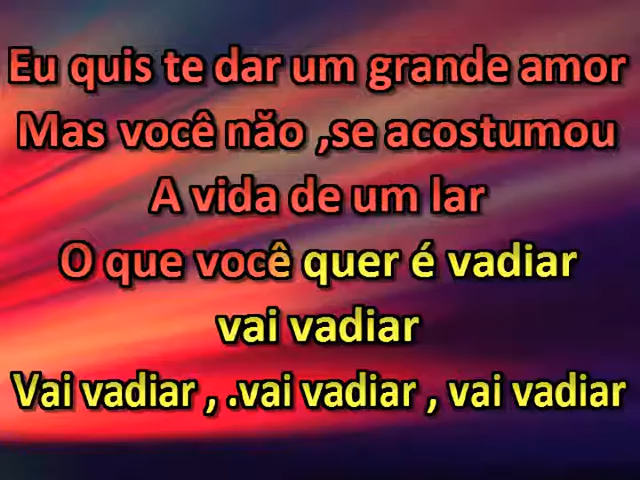 Eu quis te dar um grande amor
Mas você năo ,se acostumou
A vida de um lar
O que você quer é vadiar
vai vadiar
Vai vadiar , .vai vadiar , vai vadiar